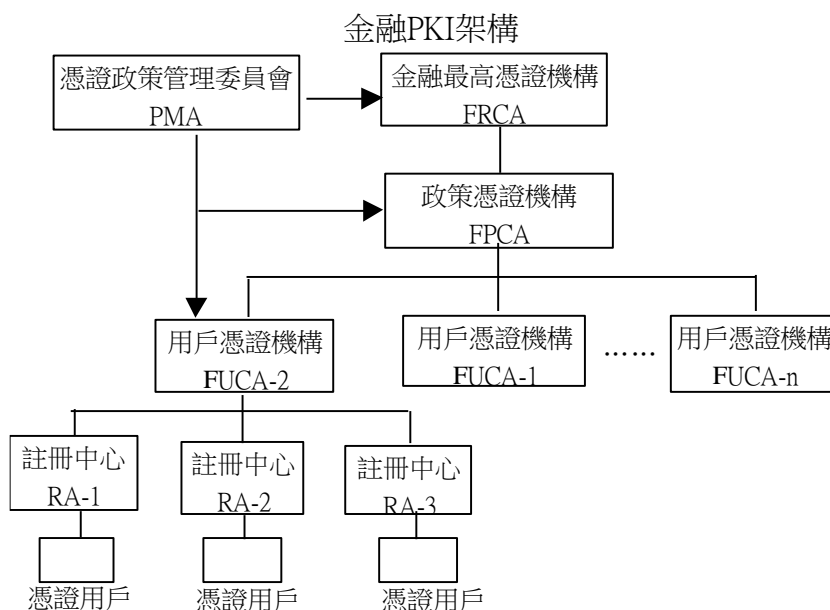 金融PKI架構
憑證政策管理委員會
PMA
金融最高憑證機構
FRCA
政策憑證機構
FPCA
用戶憑證機構
FUCA-2
用戶憑證機構
FUCA-1
……
用戶憑證機構
FUCA-n
註冊中心
RA-1
註冊中心
RA-2
註冊中心
RA-3
憑證用戶
憑證用戶
憑證用戶